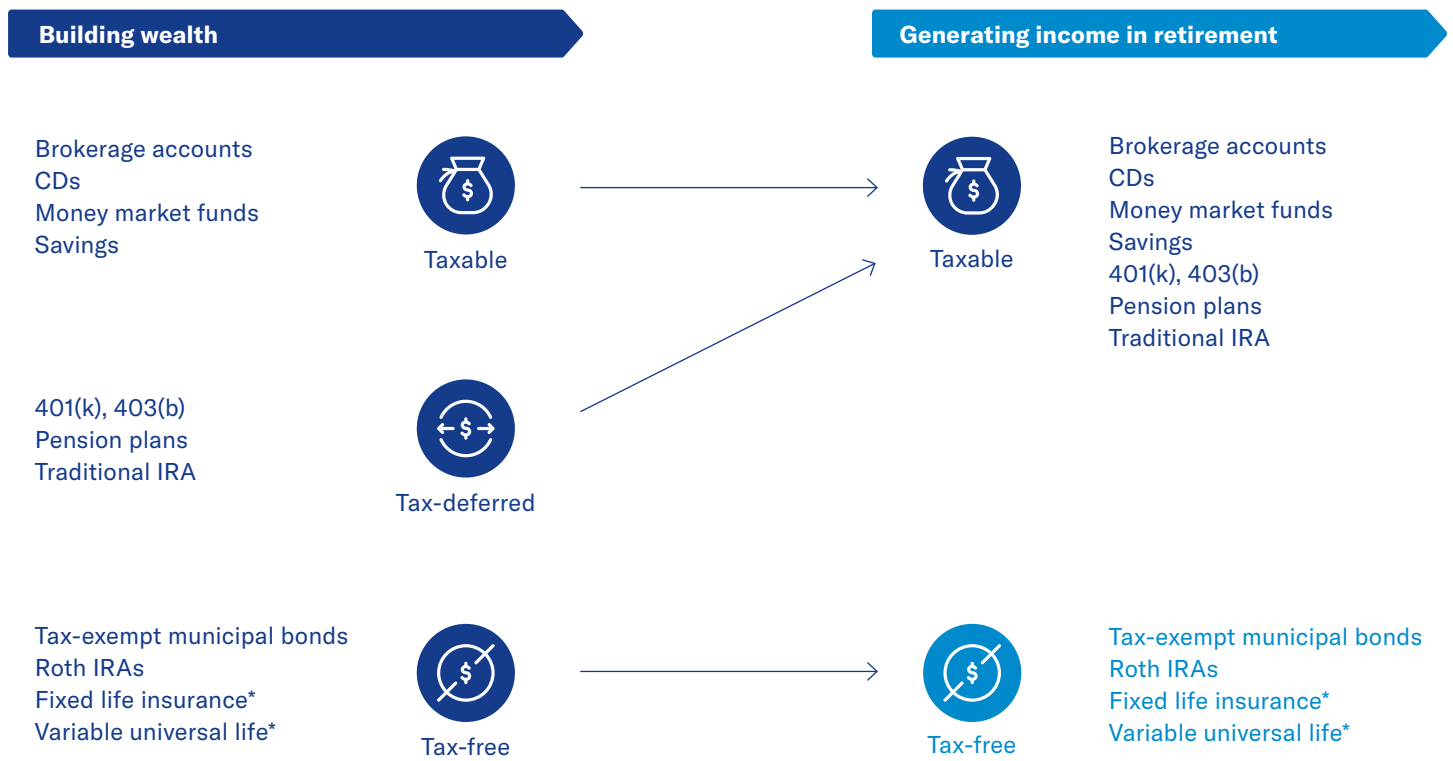 Building wealth
Generating income in retirement
Brokerage accounts
CDs
Money market funds
Savings
$
Taxable
$
Taxable
Brokerage accounts
CDs
Money market funds
Savings
401(k), 403(b)
Pension plans
Traditional IRA
401(k), 403(b)
Pension plans
Traditional IRA
$
Tax-deferred
Tax-exempt municipal bonds
Roth IRAs
Fixed life insurance*
Variable universal life*
$
Tax-free
$
Tax-free
Tax-exempt municipal bonds
Roth IRAs
Fixed life insurance*
Variable universal life*